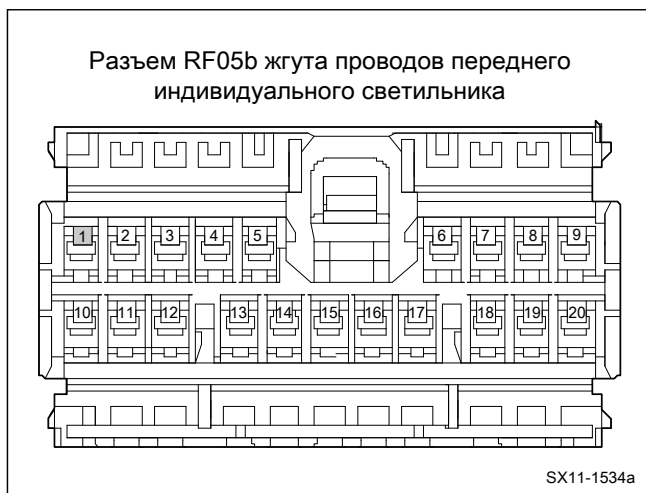 Разъем RF05b жгута проводов переднего
индивидуального светильника
1 2 3 4 5 6 7 8 9
10 11 12 13 14 15 16 17 18 19 20
SX11-1534a